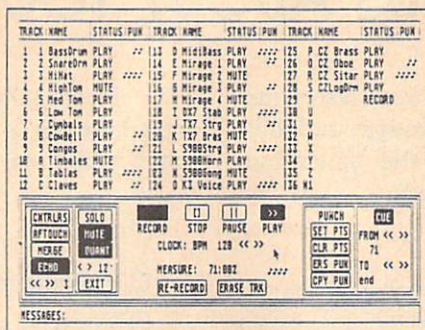 TRACK NAME STATUS PUN TRACK NAME STATUS PUN TRACK NAME STATUS PUN
1 1 BassDrum PLAY 13 D MidiBass PLAY 25 P CZ Brass PLAY
2 2 SnareDrm PLAY 14 E Mirage 1 PLAY 26 Q CZ Oboe PLAY
3 3 HiHat PLAY 15 F Mirage 2 MUTE 27 R CZ Sitar PLAY
4 4 HighTom MUTE 16 G Mirage 3 PLAY 28 S CZLogDrm PLAY
5 5 Med Tom MUTE 17 H Mirage 4 MUTE 29 T RECORD
6 6 Low Tom PLAY 18 I DX7 Stab PLAY 30 U
7 7 Cymbals PLAY 19 J TX7 Strg PLAY 31 V
8 8 CowBell PLAY 20 K TX7 Bras MUTE 32 W
9 9 Congas PLAY 21 L S900Strg PLAY 33 X
10 A Timbales MUTE 22 M S900Horn PLAY 34 Y
11 B Tablas PLAY 23 N S900Gong MUTE 35 Z
12 C Claves PLAY 24 O K3 Voice PLAY 36
CNTRLRS SOLO
AFTOUCH MUTE
MERGE QUANT
ECHO < > 12
<< >> EXIT
RECORD STOP PAUSE PLAY
CLOCK: BPM 120 << >>
MEASURE: 71:002
RE-RECORD ERASE TRK
PUNCH CUE
SET PTS FROM << >>
CLR PTS 71
ERS PUN TO << >>
CPY PUN end
MESSAGES: